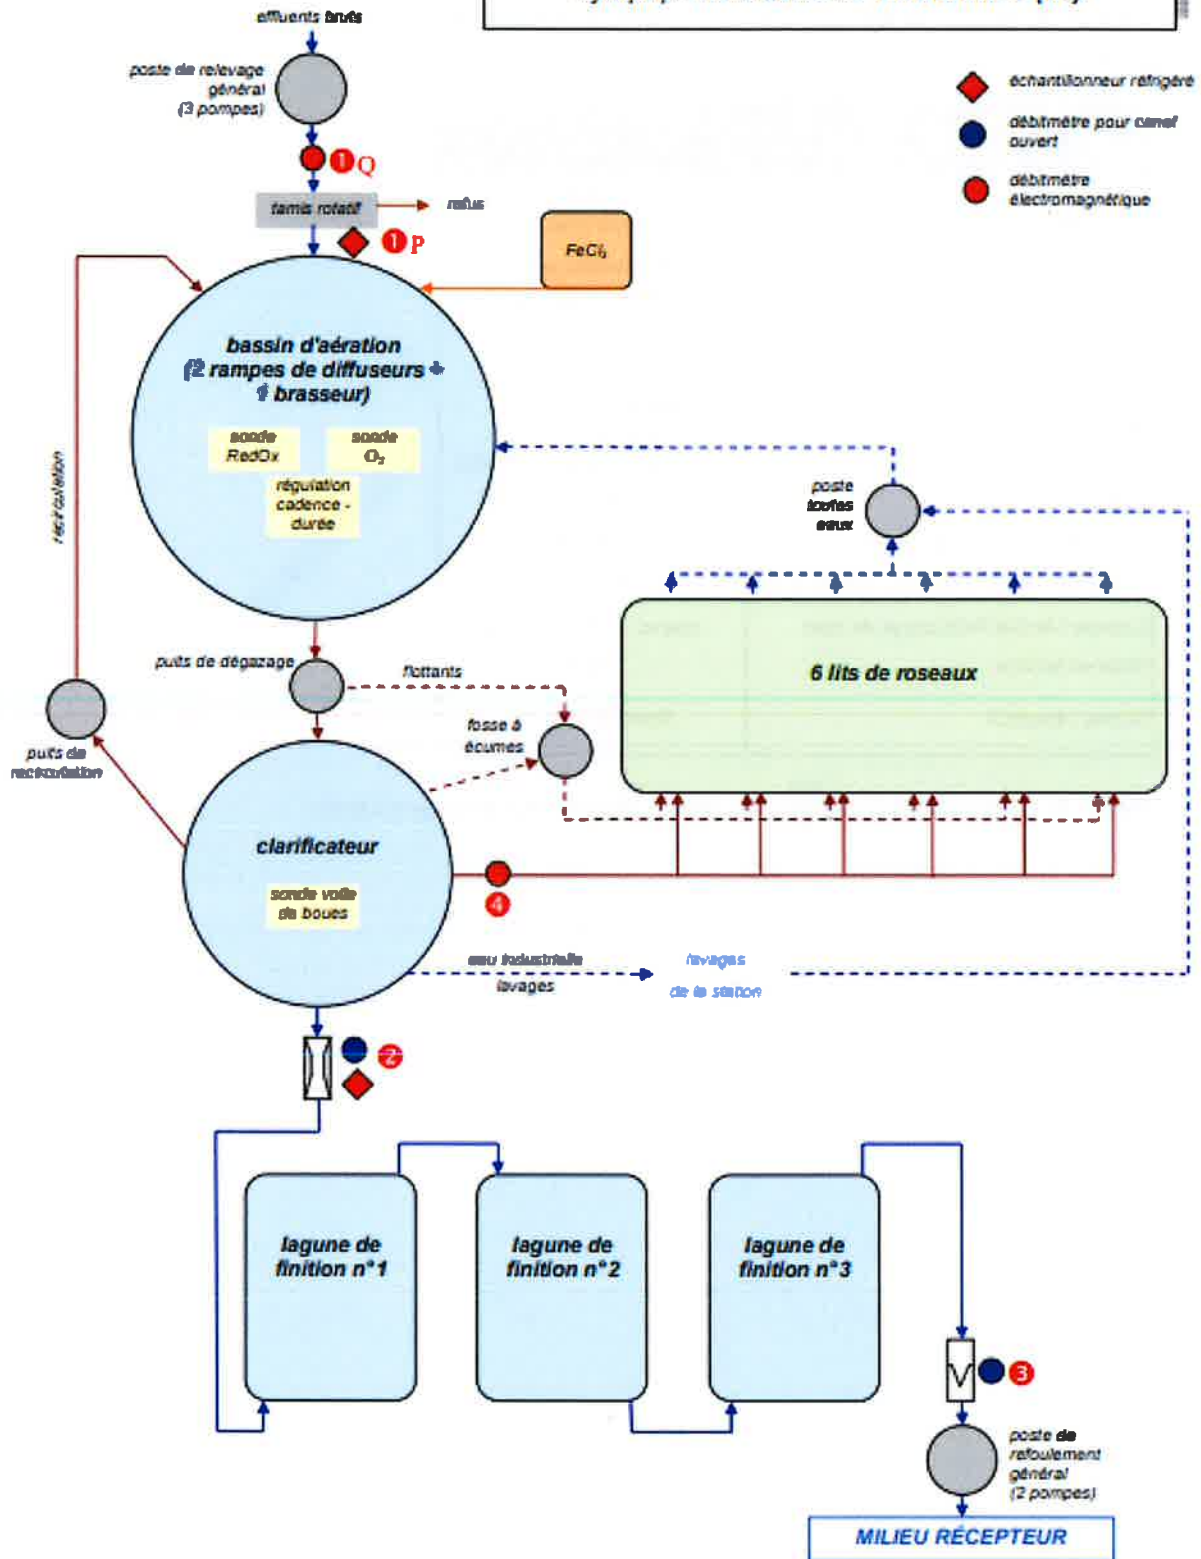 effluents bruts
poste de relevage
général
(3 pompes)
échantillonneur réfrigéré
débitmètre pour canal
ouvert
débitmètre
électromagnétique
1 Q
tamis rotatif
refus
1 P
FeCl₃
bassin d'aération
(2 rampes de diffuseurs +
1 brasseur)
sonde
RedOx
sonde
O₂
régulation
cadence -
durée
recirculation
poste
toutes
eaux
6 lits de roseaux
puits de dégazage
flottants
fosse à
écumes
puits de
recirculation
clarificateur
sonde voile
de boues
4
eau industrielle
lavages
lavages
de la station
2
lagune de
finition n°1
lagune de
finition n°2
lagune de
finition n°3
3
poste de
refoulement
général
(2 pompes)
MILIEU RÉCEPTEUR